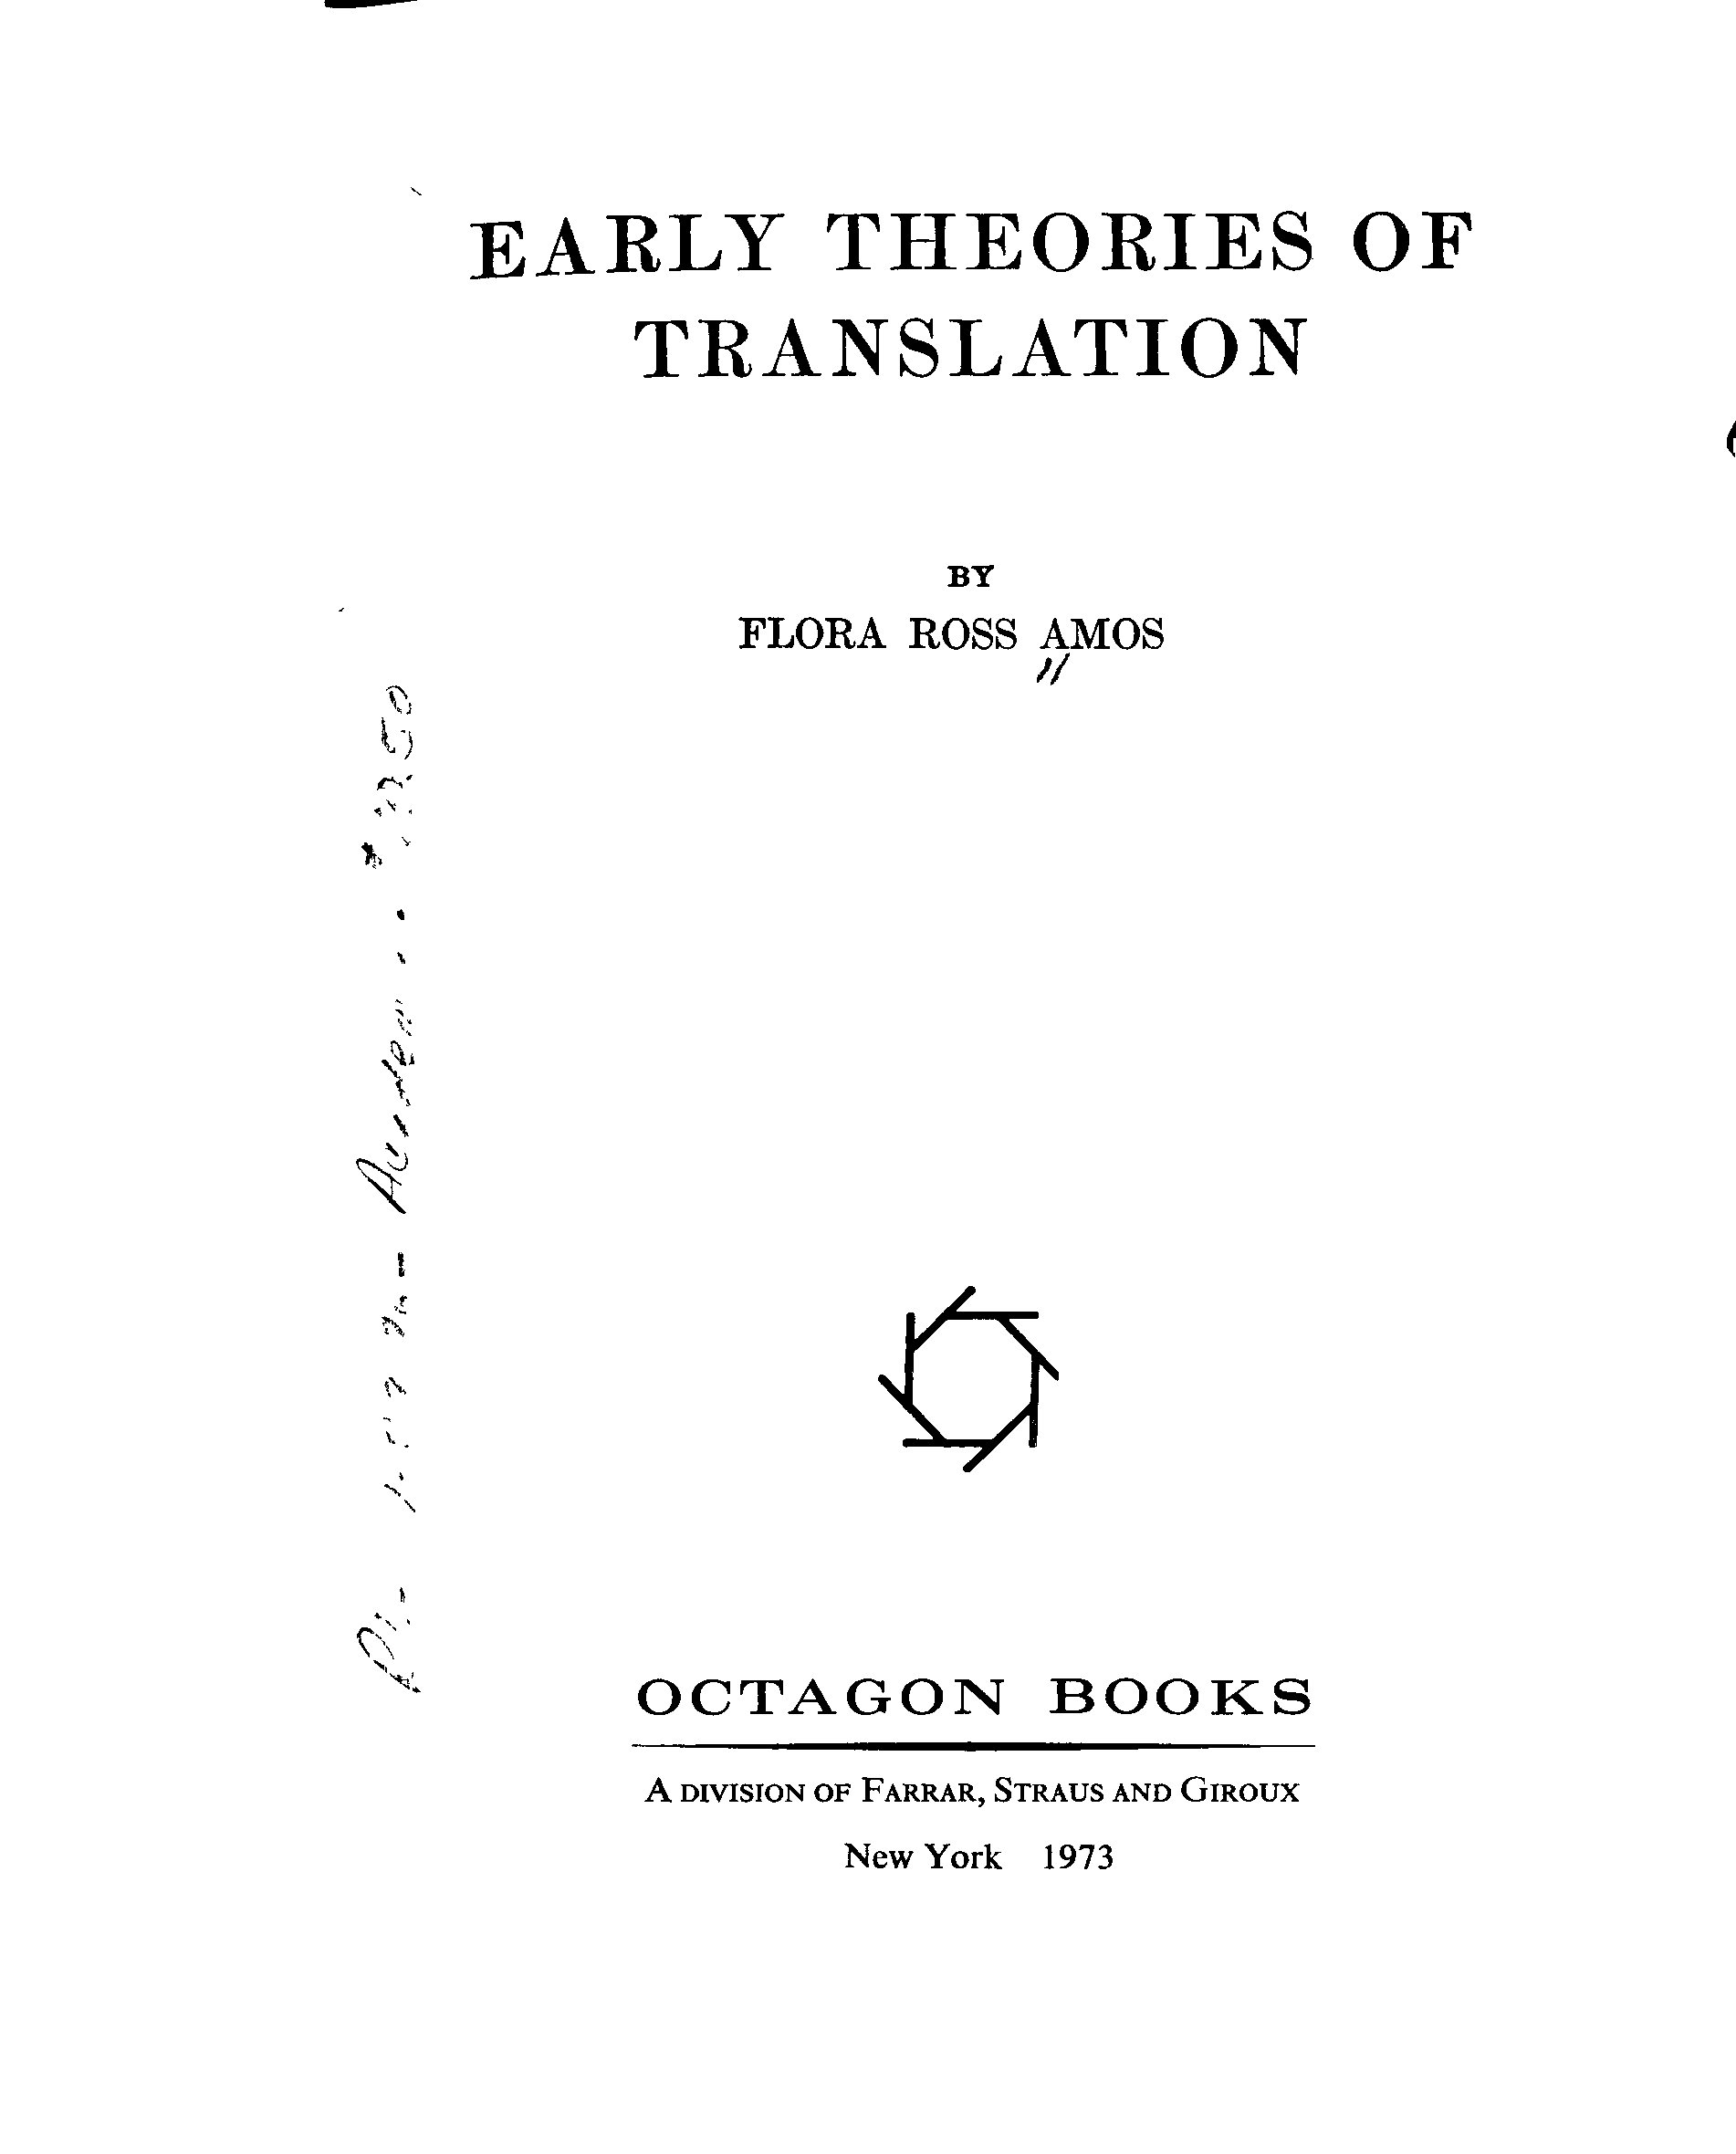 EARLY THEORIES OF
TRANSLATION
BY
FLORA ROSS AMOS
OCTAGON BOOKS
A DIVISION OF FARRAR, STRAUS AND GIROUX
New York 1973